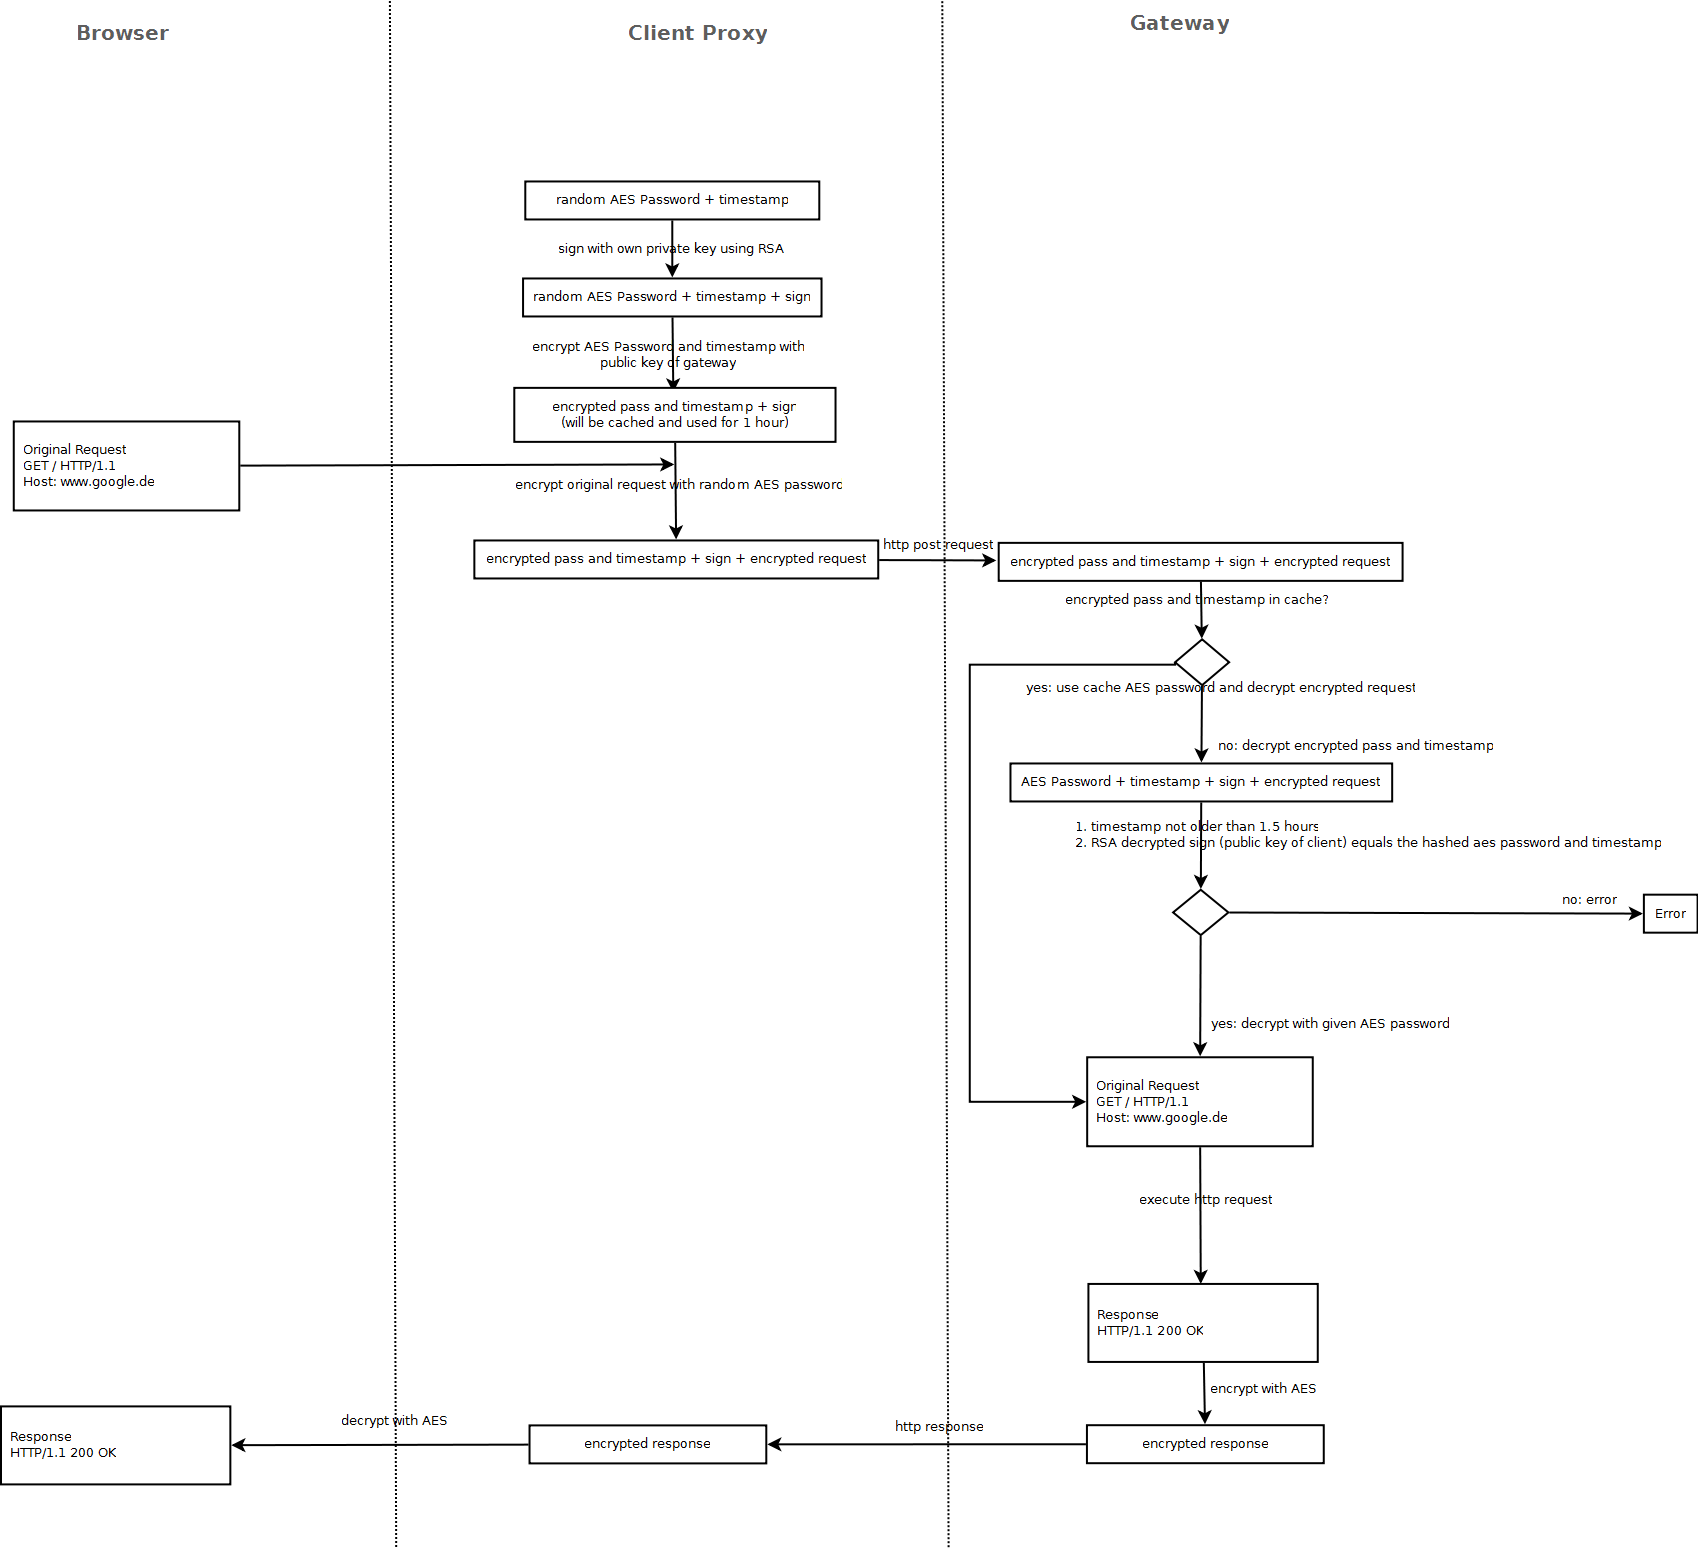 Browser
Client Proxy
Gateway
random AES Password + timestamp
sign with own private key using RSA
random AES Password + timestamp + sign
encrypt AES Password and timestamp with
public key of gateway
encrypted pass and timestamp + sign
(will be cached and used for 1 hour)
Original Request
GET / HTTP/1.1
Host: www.google.de
encrypt original request with random AES password
encrypted pass and timestamp + sign + encrypted request
http post request
encrypted pass and timestamp + sign + encrypted request
encrypted pass and timestamp in cache?
yes: use cache AES password and decrypt encrypted request
no: decrypt encrypted pass and timestamp
AES Password + timestamp + sign + encrypted request
1. timestamp not older than 1.5 hours
2. RSA decrypted sign (public key of client) equals the hashed aes password and timestamp
no: error
Error
yes: decrypt with given AES password
Original Request
GET / HTTP/1.1
Host: www.google.de
execute http request
Response
HTTP/1.1 200 OK
encrypt with AES
encrypted response
http response
encrypted response
decrypt with AES
Response
HTTP/1.1 200 OK